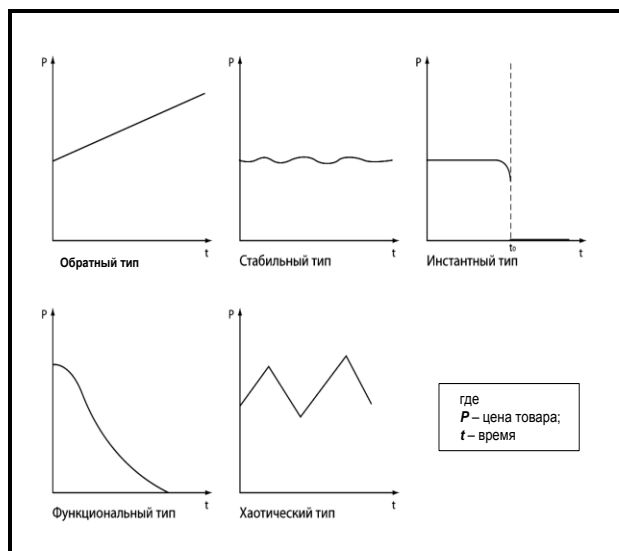 P
t
Обратный тип
P
t
Стабильный тип
P
t₀
t
Инстантный тип
P
t
Функциональный тип
P
t
Хаотический тип
где
P – цена товара;
t – время